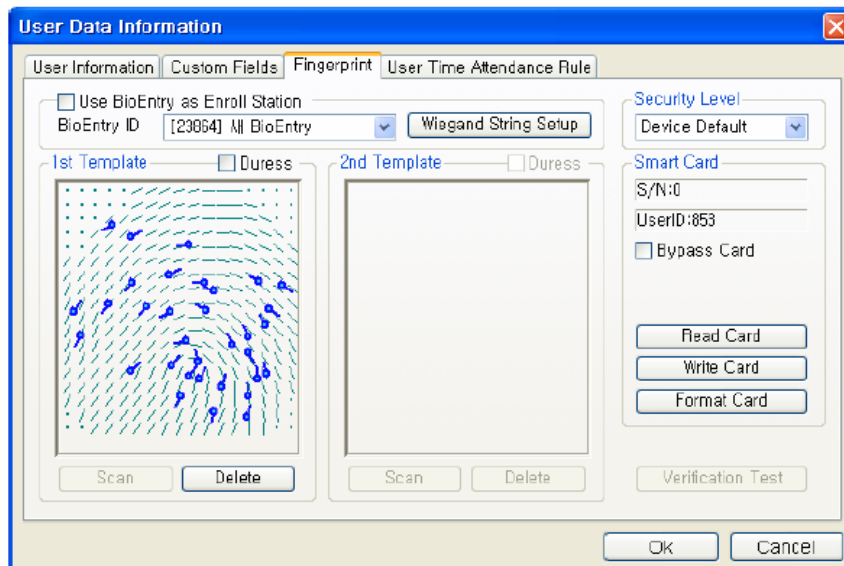 User Data Information
User Information Custom Fields Fingerprint User Time Attendance Rule
Use BioEntry as Enroll Station
BioEntry ID [23864] 새 BioEntry Wiegand String Setup
Security Level
Device Default
1st Template Duress
2nd Template Duress
Smart Card
S/N:0
UserID:853
Bypass Card
Read Card
Write Card
Format Card
Scan Delete
Scan Delete
Verification Test
OK Cancel